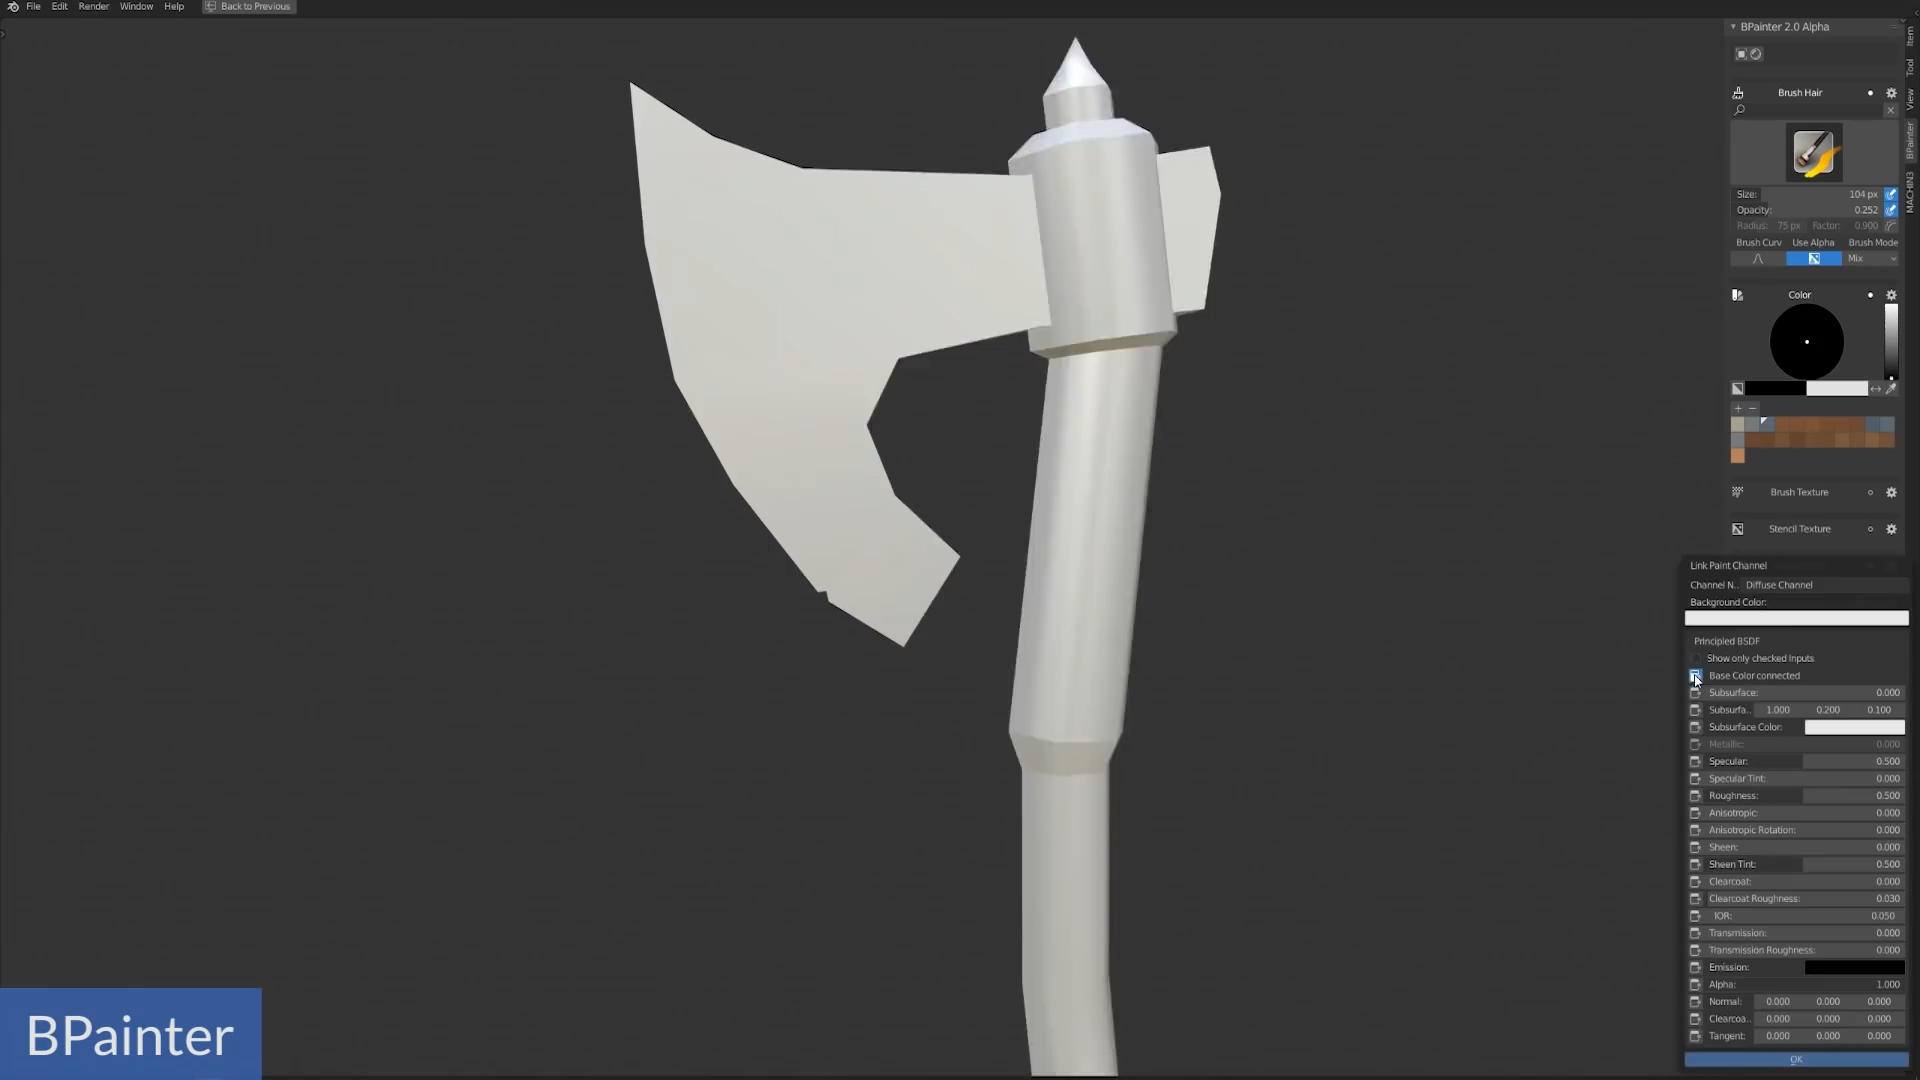 File Edit Render Window Help Back to Previous
BPainter 2.0 Alpha
Item
Tool
View
BPainter
MACHIN3
Brush Hair
Size: 104 px
Opacity: 0.252
Radius: 75 px Factor: 0.900
Brush Curv Use Alpha Brush Mode
Mix
Color
Brush Texture
Stencil Texture
Link Paint Channel
Channel N.. Diffuse Channel
Background Color:
Principled BSDF
Show only checked Inputs
Base Color connected
Subsurface: 0.000
Subsurfa.. 1.000 0.200 0.100
Subsurface Color:
Metallic: 0.000
Specular: 0.500
Specular Tint: 0.000
Roughness: 0.500
Anisotropic: 0.000
Anisotropic Rotation: 0.000
Sheen: 0.000
Sheen Tint: 0.500
Clearcoat: 0.000
Clearcoat Roughness: 0.030
IOR: 0.050
Transmission: 0.000
Transmission Roughness: 0.000
Emission:
Alpha: 1.000
Normal: 0.000 0.000 0.000
Clearcoa.. 0.000 0.000 0.000
Tangent: 0.000 0.000 0.000
OK
BPainter